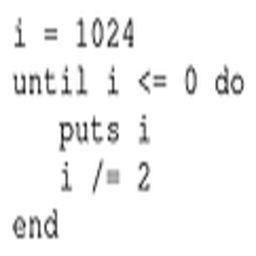 i = 1024
until i <= 0 do
puts i
i /= 2
end